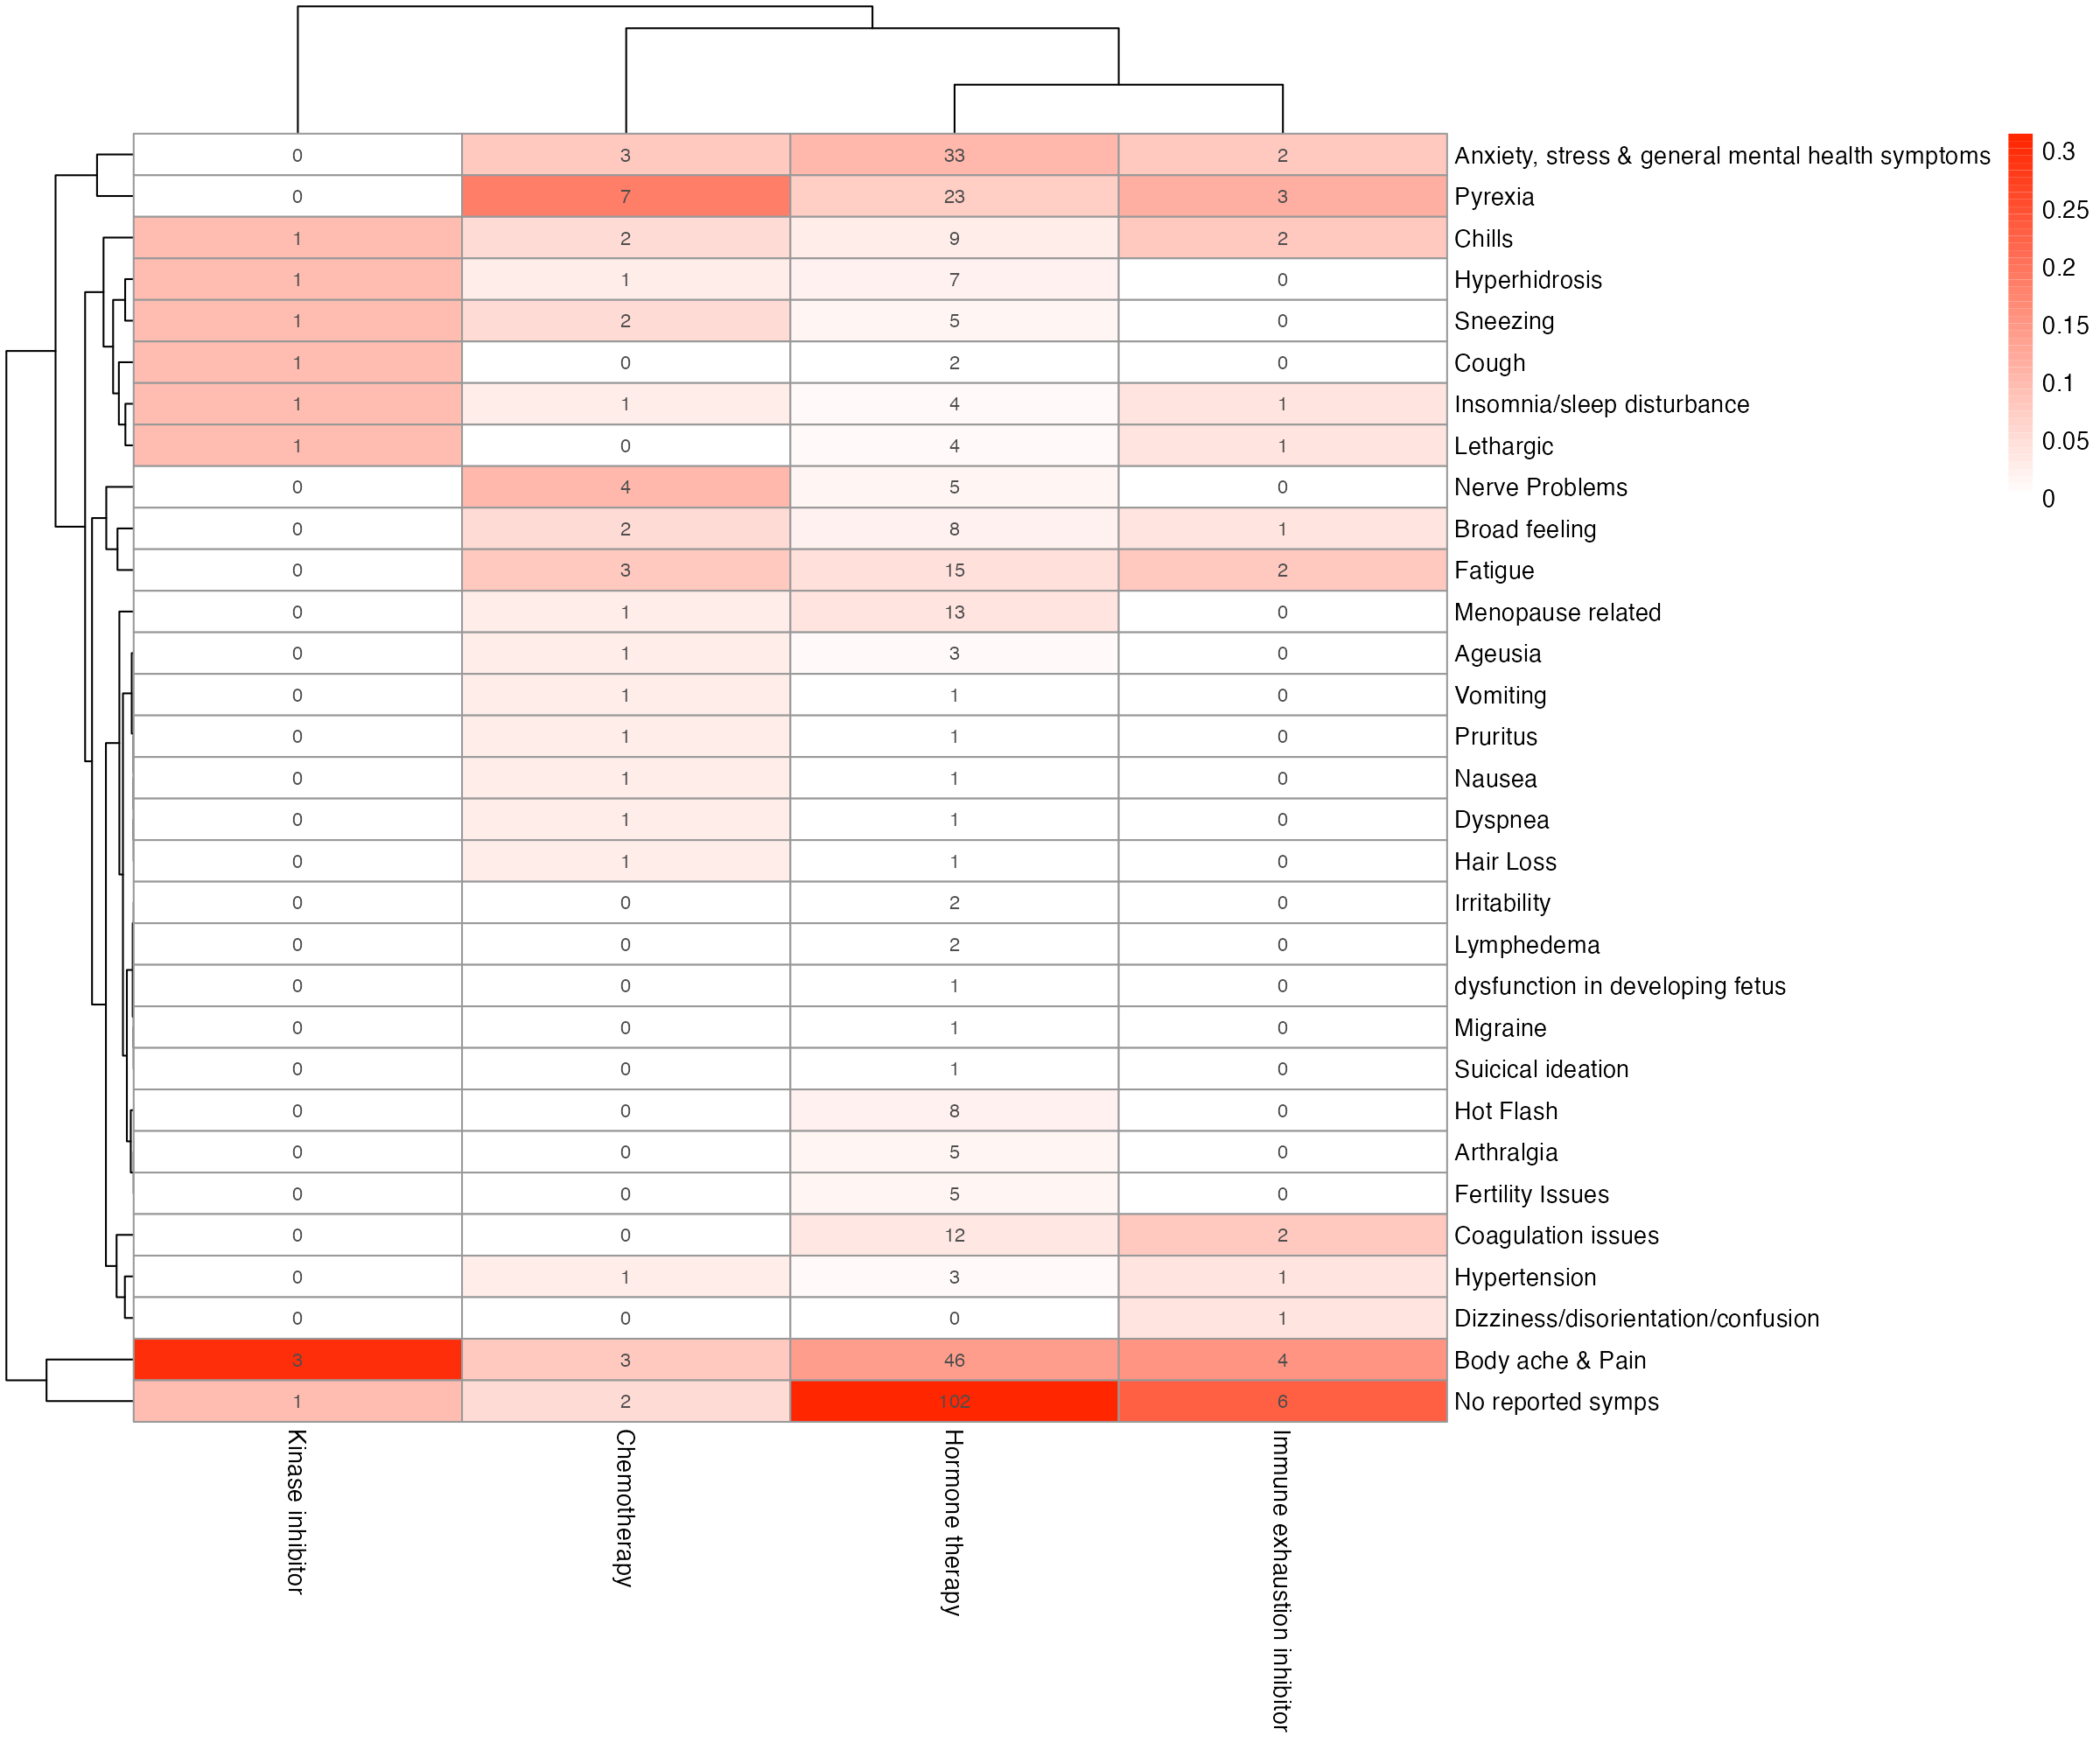 0 3 33 2 Anxiety, stress & general mental health symptoms 0.3
0 7 23 3 Pyrexia 0.25
1 2 9 2 Chills
1 1 7 0 Hyperhidrosis 0.2
1 2 5 0 Sneezing 0.15
1 0 2 0 Cough 0.1
1 1 4 1 Insomnia/sleep disturbance
1 0 4 1 Lethargic 0.05
0 4 5 0 Nerve Problems 0
0 2 8 1 Broad feeling
0 3 15 2 Fatigue
0 1 13 0 Menopause related
0 1 3 0 Ageusia
0 1 1 0 Vomiting
0 1 1 0 Pruritus
0 1 1 0 Nausea
0 1 1 0 Dyspnea
0 1 1 0 Hair Loss
0 0 2 0 Irritability
0 0 2 0 Lymphedema
0 0 1 0 dysfunction in developing fetus
0 0 1 0 Migraine
0 0 1 0 Suicical ideation
0 0 8 0 Hot Flash
0 0 5 0 Arthralgia
0 0 5 0 Fertility Issues
0 0 12 2 Coagulation issues
0 1 3 1 Hypertension
0 0 0 1 Dizziness/disorientation/confusion
3 3 46 4 Body ache & Pain
1 2 102 6 No reported symps
Kinase inhibitor
Chemotherapy
Hormone therapy
Immune exhaustion inhibitor